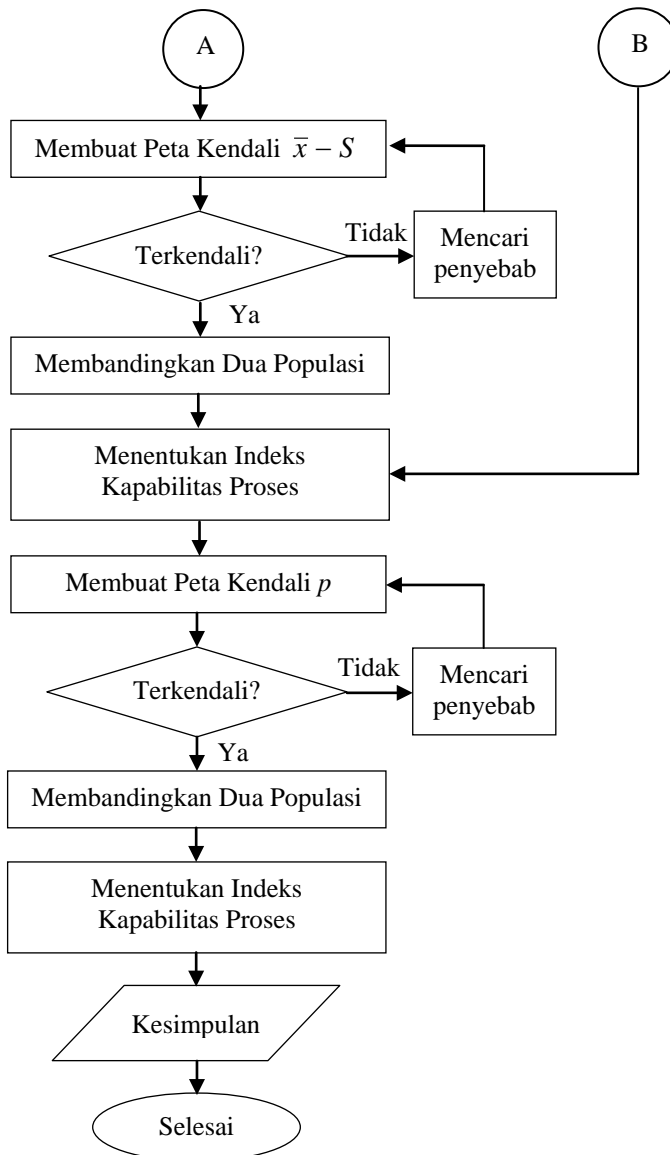 A
B
Membuat Peta Kendali x̄ – S
Terkendali?
Tidak
Mencari
penyebab
Ya
Membandingkan Dua Populasi
Menentukan Indeks
Kapabilitas Proses
Membuat Peta Kendali p
Terkendali?
Tidak
Mencari
penyebab
Ya
Membandingkan Dua Populasi
Menentukan Indeks
Kapabilitas Proses
Kesimpulan
Selesai